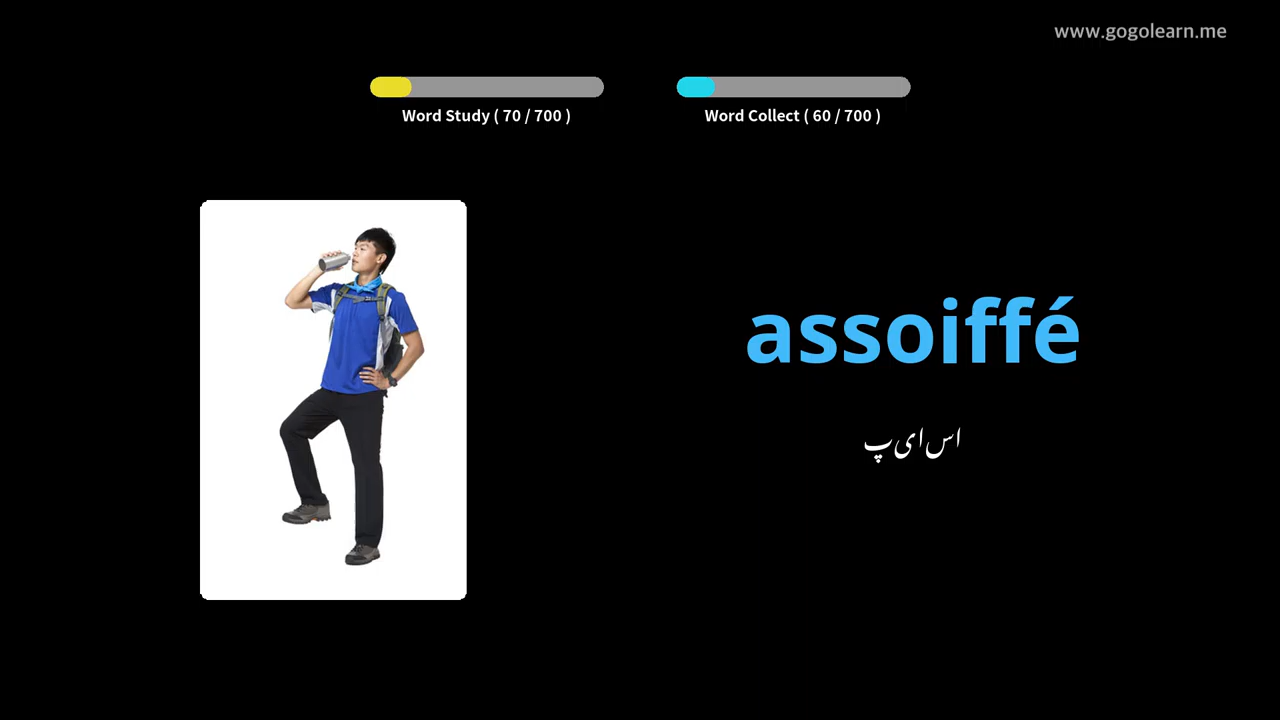 www.gogolearn.me
Word Study ( 70 / 700 )
Word Collect ( 60 / 700 )
assoiffé
اس‌ای‌پ